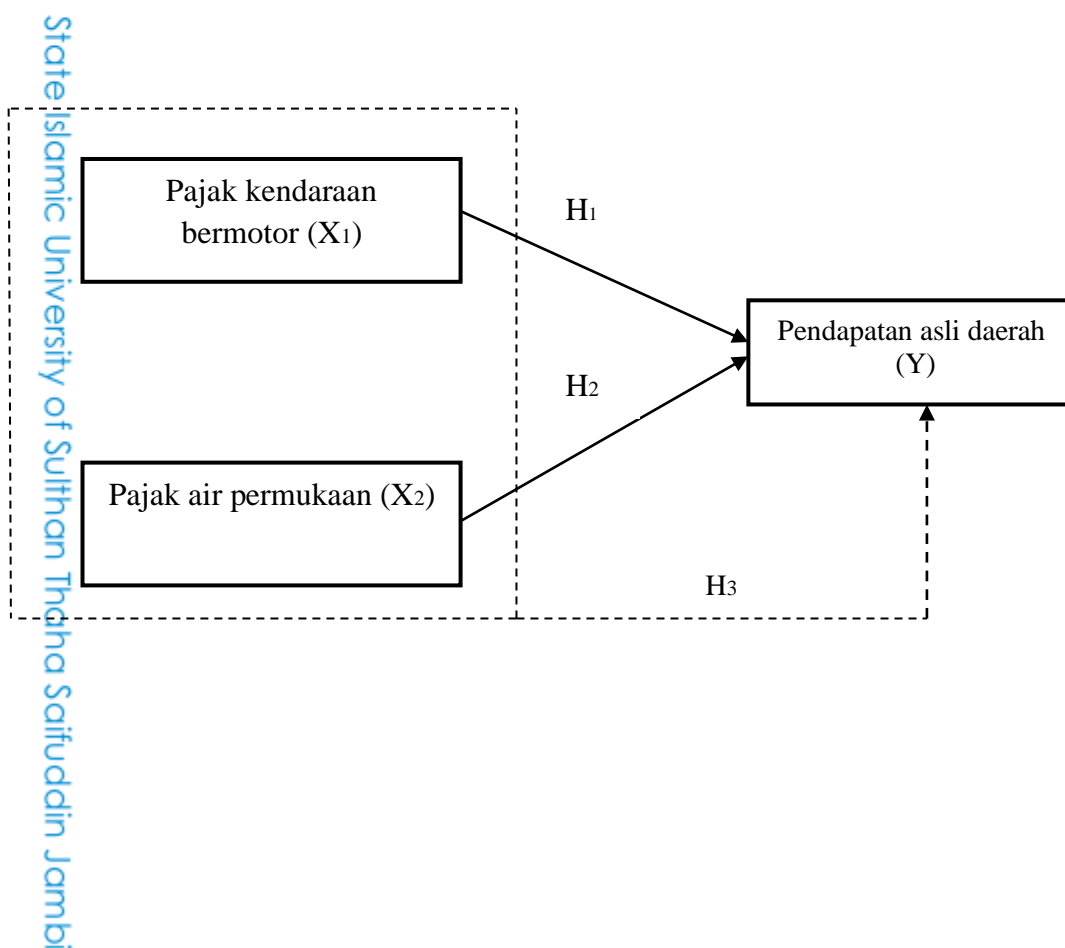 State Islamic University of Sulthan Thaha Saifuddin Jambi
Pajak kendaraan
bermotor (X1)
H1
Pendapatan asli daerah
(Y)
H2
Pajak air permukaan (X2)
H3